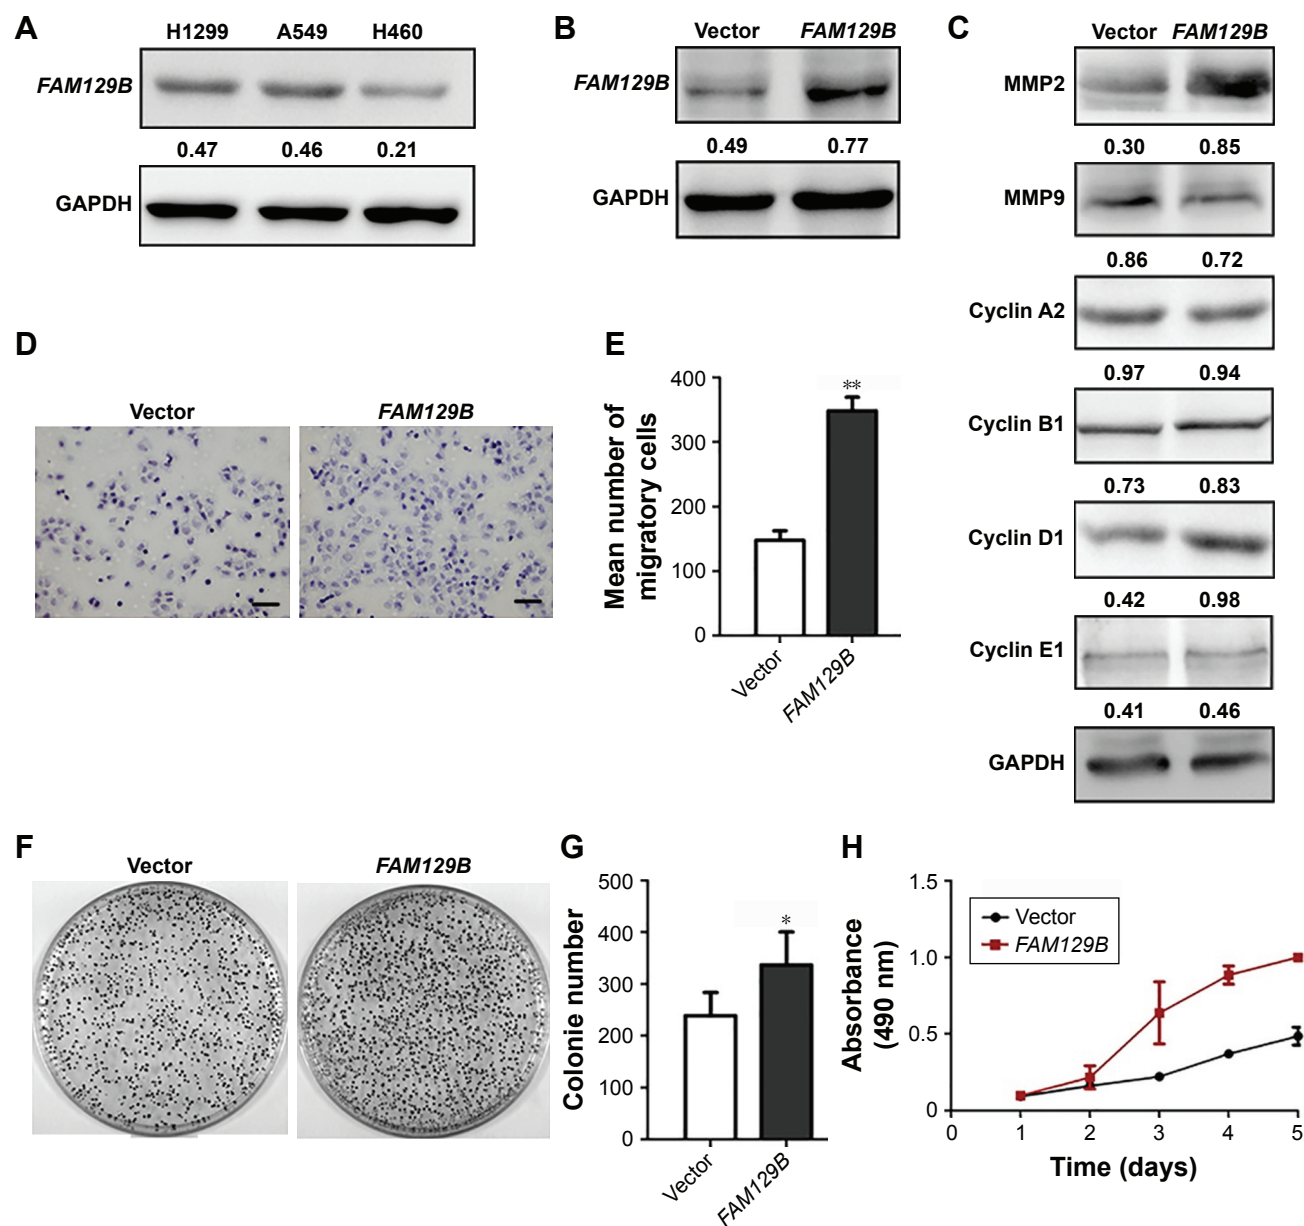 A
H1299 A549 H460
FAM129B
0.47 0.46 0.21
GAPDH
B
Vector FAM129B
FAM129B
0.49 0.77
GAPDH
C
Vector FAM129B
MMP2
0.30 0.85
MMP9
0.86 0.72
Cyclin A2
0.97 0.94
Cyclin B1
0.73 0.83
Cyclin D1
0.42 0.98
Cyclin E1
0.41 0.46
GAPDH
D
Vector FAM129B
E
Mean number of
migratory cells
400
300
200
100
0
**
Vector
FAM129B
F
Vector FAM129B
G
Colonie number
500
400
300
200
100
0
*
Vector
FAM129B
H
Absorbance
(490 nm)
1.5
1.0
0.5
0
Vector
FAM129B
0 1 2 3 4 5
Time (days)